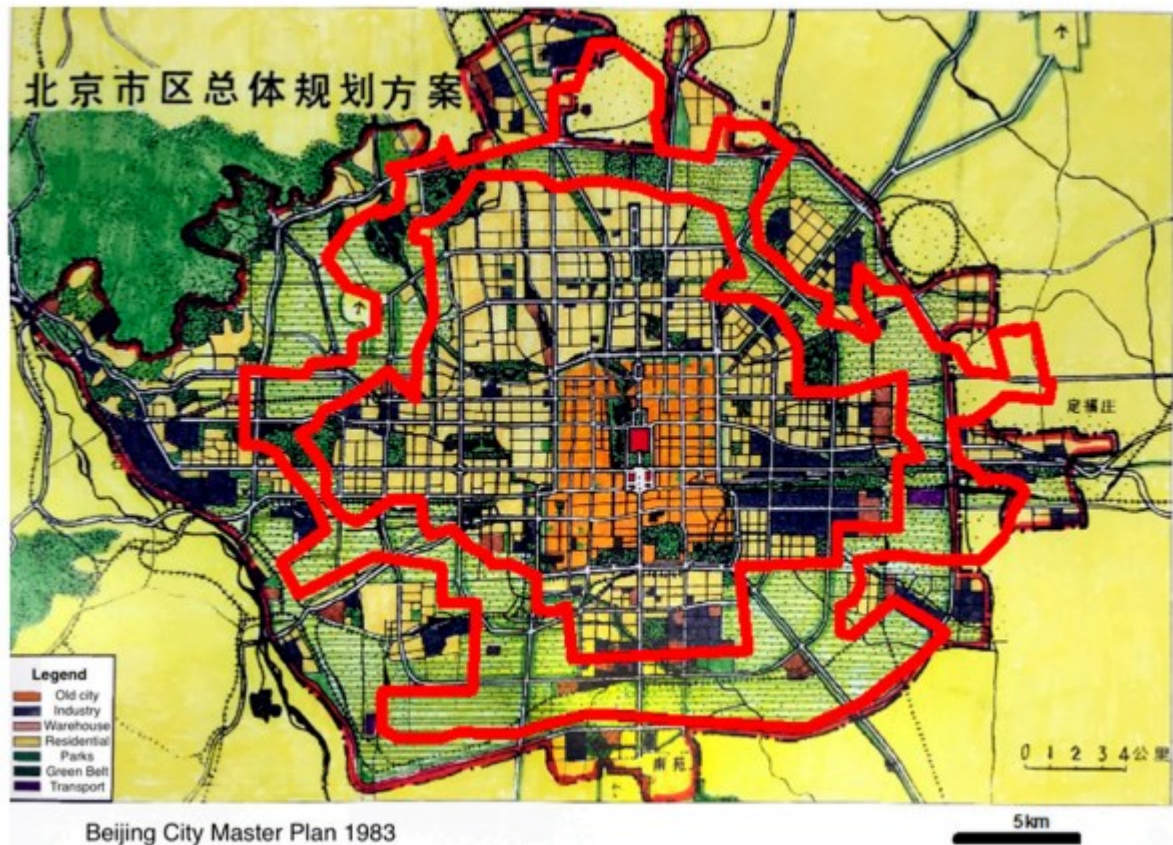 北京市区总体规划方案
定福庄
Legend
Old city
Industry
Warehouse
Residential
Parks
Green Belt
Transport
南苑
0 1 2 3 4公里
Beijing City Master Plan 1983
5km